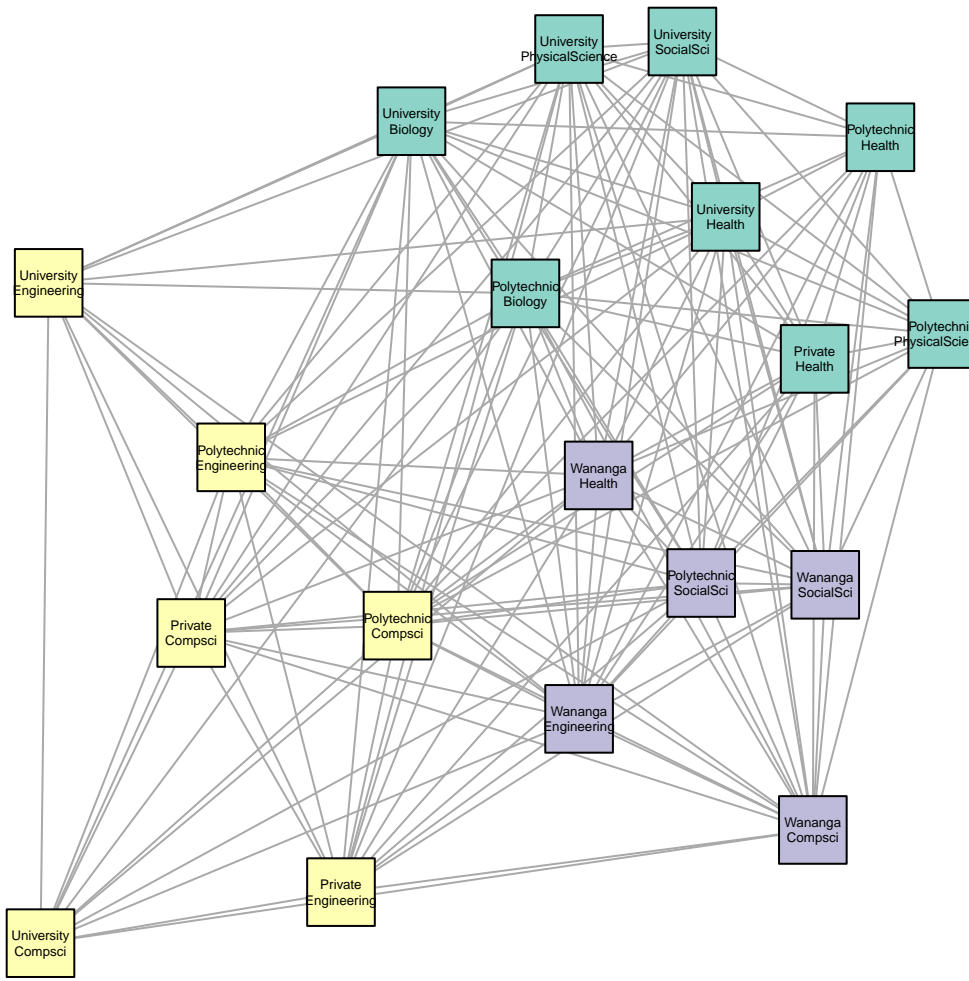 University
PhysicalScience
University
SocialSci
University
Biology
Polytechnic
Health
University
Health
University
Engineering
Polytechnic
Biology
Polytechni
PhysicalScie
Private
Health
Polytechnic
Engineering
Wananga
Health
Polytechnic
SocialSci
Wananga
SocialSci
Private
Compsci
Polytechnic
Compsci
Wananga
Engineering
Wananga
Compsci
Private
Engineering
University
Compsci